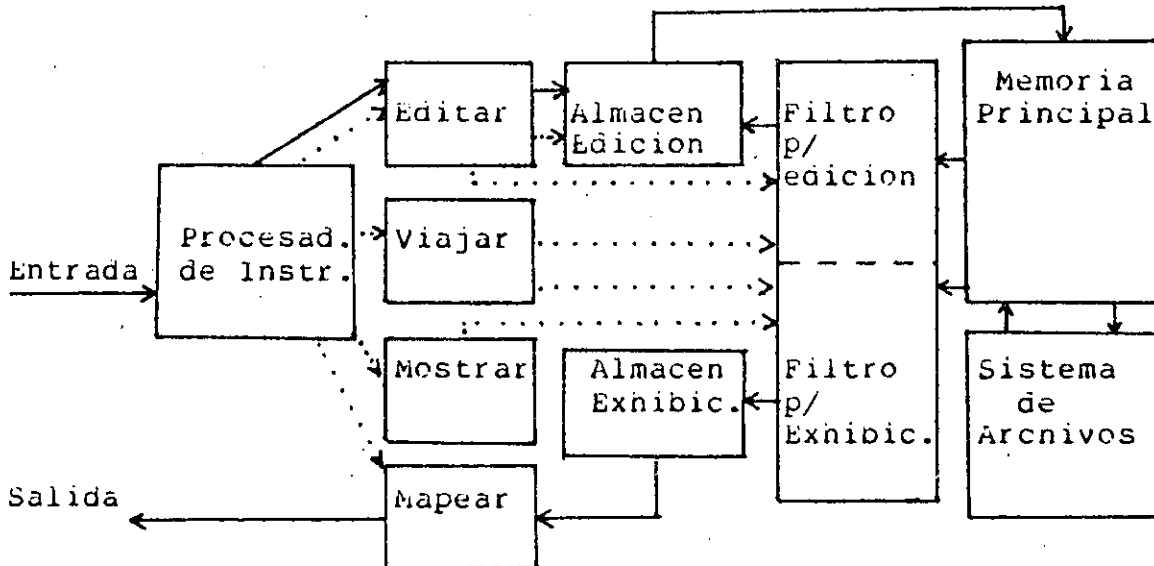 Editar
Almacen
Edicion
Filtro
p/
edicion
Memoria
Principal
Procesad.
de Instr.
Entrada
Viajar
Mostrar
Almacen
Exhibic.
Filtro
p/
Exhibic.
Sistema
de
Archivos
Salida
Mapear